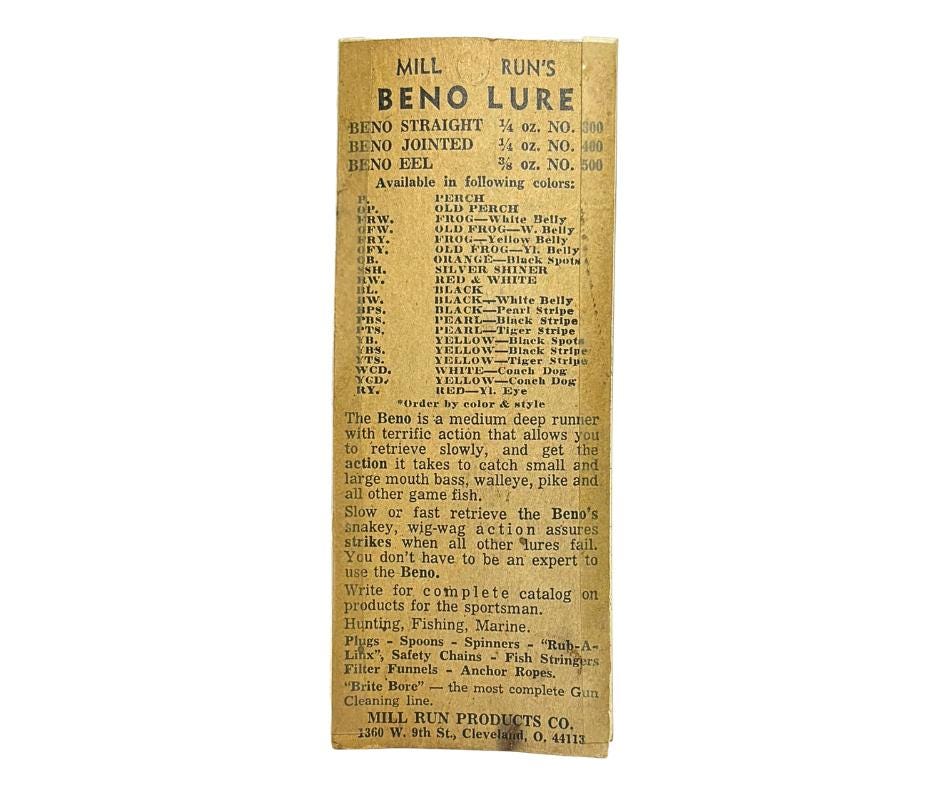 MILL RUN'S
BENO LURE
BENO STRAIGHT ¼ oz. NO. 300
BENO JOINTED ¼ oz. NO. 400
BENO EEL ⅜ oz. NO. 500
Available in following colors:
P. PERCH
OP. OLD PERCH
FRW. FROG—White Belly
OFW. OLD FROG—W. Belly
FRY. FROG—Yellow Belly
OFY. OLD FROG—Yl. Belly
OB. ORANGE—Black Spots
SSH. SILVER SHINER
RW. RED & WHITE
BL. BLACK
BW. BLACK—White Belly
BPS. BLACK—Pearl Stripe
PBS. PEARL—Black Stripe
PTS. PEARL—Tiger Stripe
YB. YELLOW—Black Spots
YBS. YELLOW—Black Stripe
YTS. YELLOW—Tiger Stripe
WCD. WHITE—Coach Dog
YCD. YELLOW—Coach Dog
RY. RED—Yl. Eye
*Order by color & style
The Beno is a medium deep runner
with terrific action that allows you
to retrieve slowly, and get the
action it takes to catch small and
large mouth bass, walleye, pike and
all other game fish.
Slow or fast retrieve the Beno's
snakey, wig-wag action assures
strikes when all other lures fail.
You don't have to be an expert to
use the Beno.
Write for complete catalog on
products for the sportsman.
Hunting, Fishing, Marine.
Plugs - Spoons - Spinners - "Rub-A-
Linx", Safety Chains - Fish Stringers
Filter Funnels - Anchor Ropes.
"Brite Bore" — the most complete Gun
Cleaning line.
MILL RUN PRODUCTS CO.
1360 W. 9th St., Cleveland, O. 44113